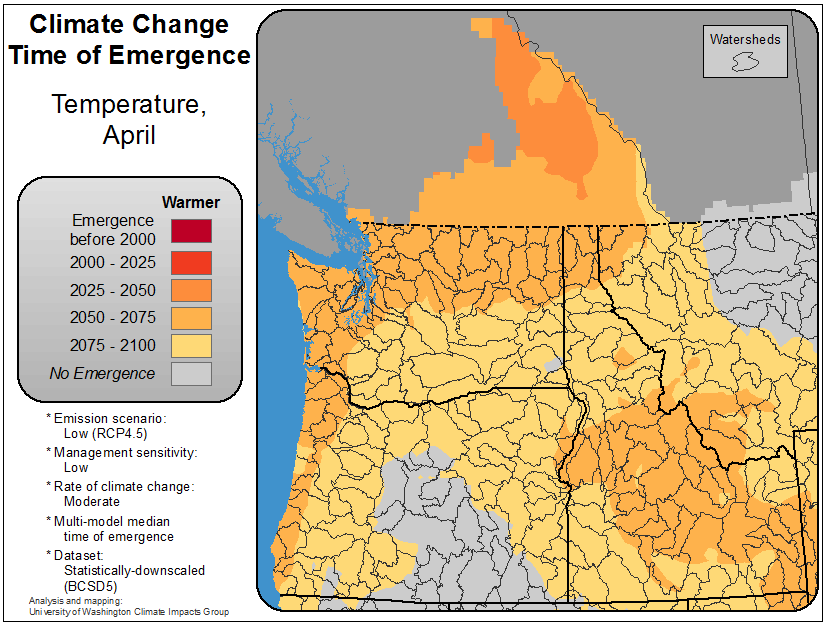 Climate Change
Time of Emergence
Temperature,
April
Warmer
Emergence
before 2000
2000 - 2025
2025 - 2050
2050 - 2075
2075 - 2100
No Emergence
* Emission scenario:
Low (RCP4.5)
* Management sensitivity:
Low
* Rate of climate change:
Moderate
* Multi-model median
time of emergence
* Dataset:
Statistically-downscaled
(BCSD5)
Analysis and mapping:
University of Washington Climate Impacts Group
Watersheds